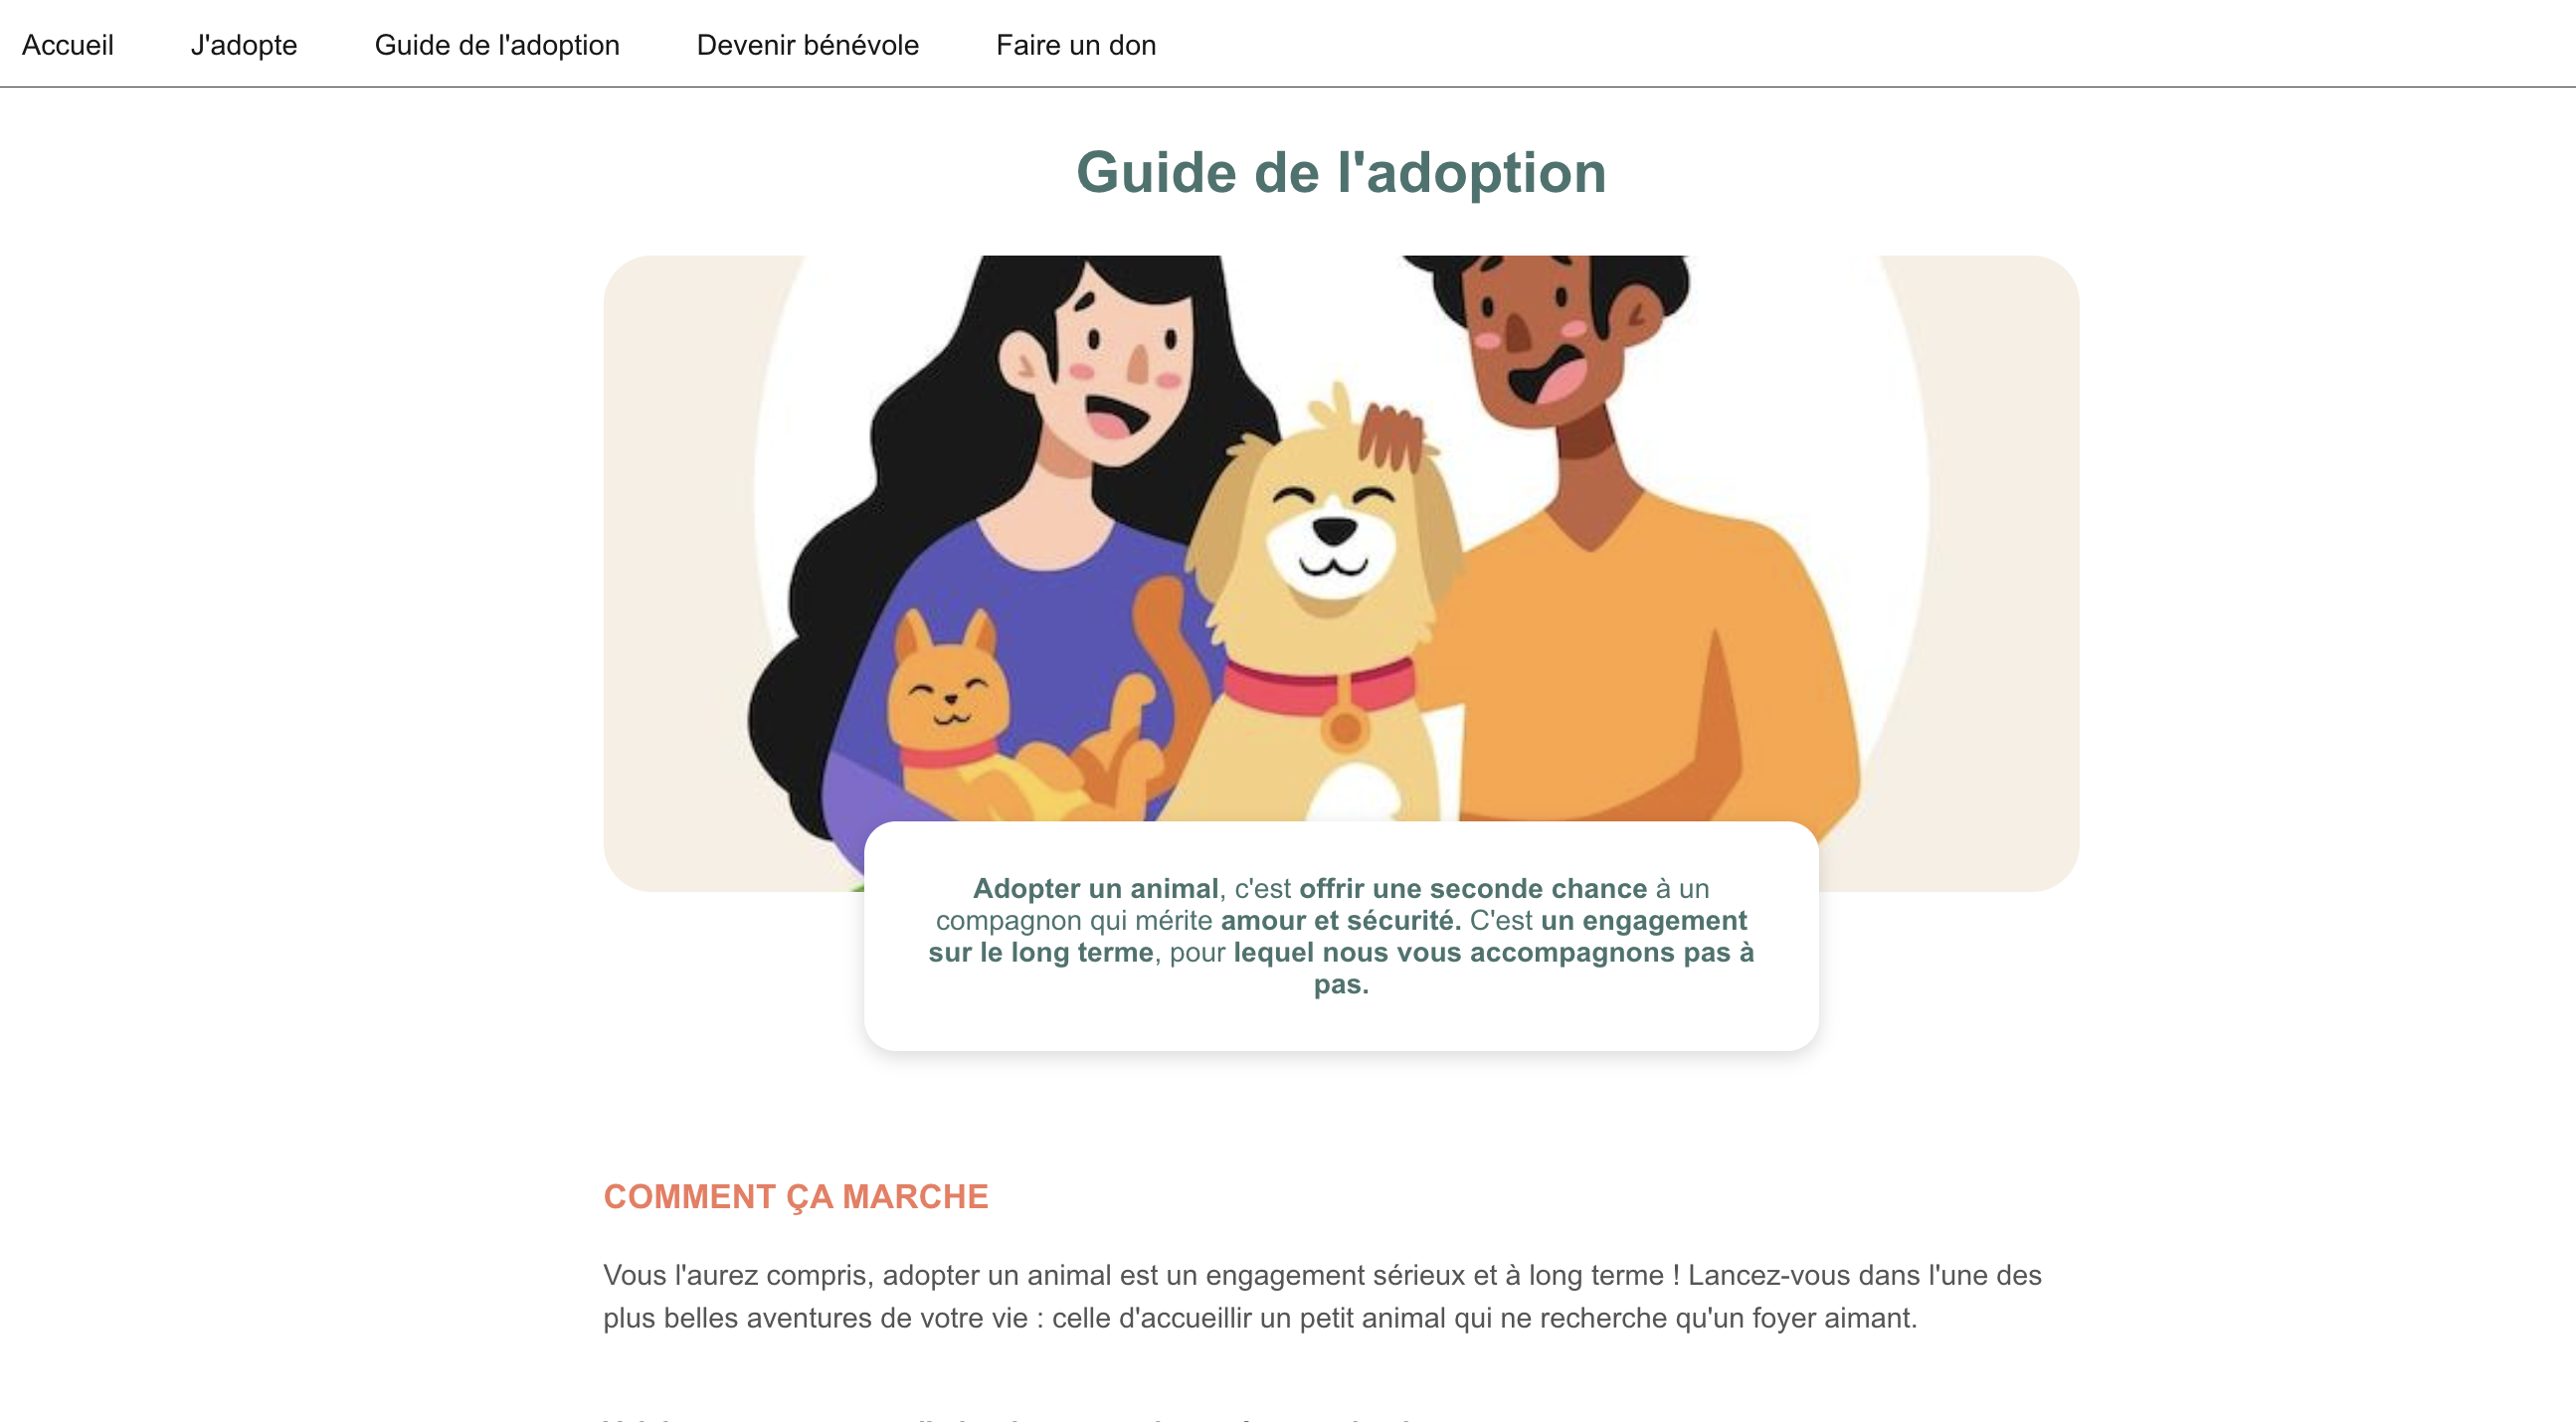 Accueil J'adopte Guide de l'adoption Devenir bénévole Faire un don
Guide de l'adoption
Adopter un animal, c'est offrir une seconde chance à un
compagnon qui mérite amour et sécurité. C'est un engagement
sur le long terme, pour lequel nous vous accompagnons pas à
pas.
COMMENT ÇA MARCHE
Vous l'aurez compris, adopter un animal est un engagement sérieux et à long terme ! Lancez-vous dans l'une des
plus belles aventures de votre vie : celle d'accueillir un petit animal qui ne recherche qu'un foyer aimant.